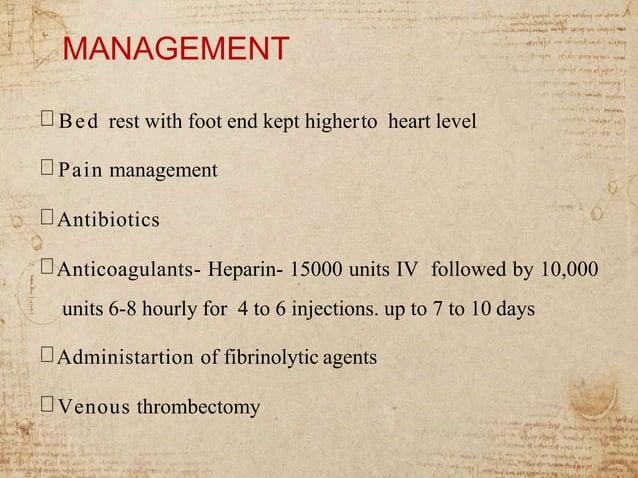 MANAGEMENT
Bed rest with foot end kept higherto heart level
Pain management
Antibiotics
Anticoagulants- Heparin- 15000 units IV followed by 10,000
units 6-8 hourly for 4 to 6 injections. up to 7 to 10 days
Administartion of fibrinolytic agents
Venous thrombectomy